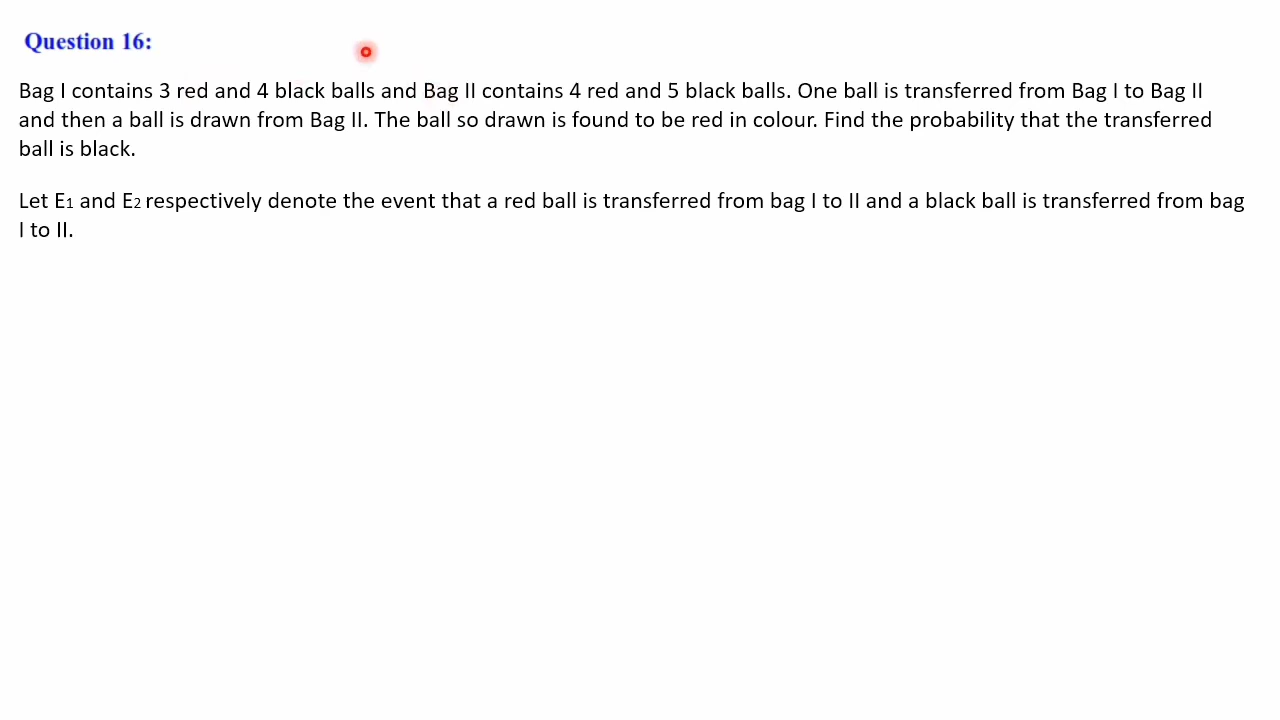 Question 16:
Bag I contains 3 red and 4 black balls and Bag II contains 4 red and 5 black balls. One ball is transferred from Bag I to Bag II
and then a ball is drawn from Bag II. The ball so drawn is found to be red in colour. Find the probability that the transferred
ball is black.
Let E1 and E2 respectively denote the event that a red ball is transferred from bag I to II and a black ball is transferred from bag
I to II.